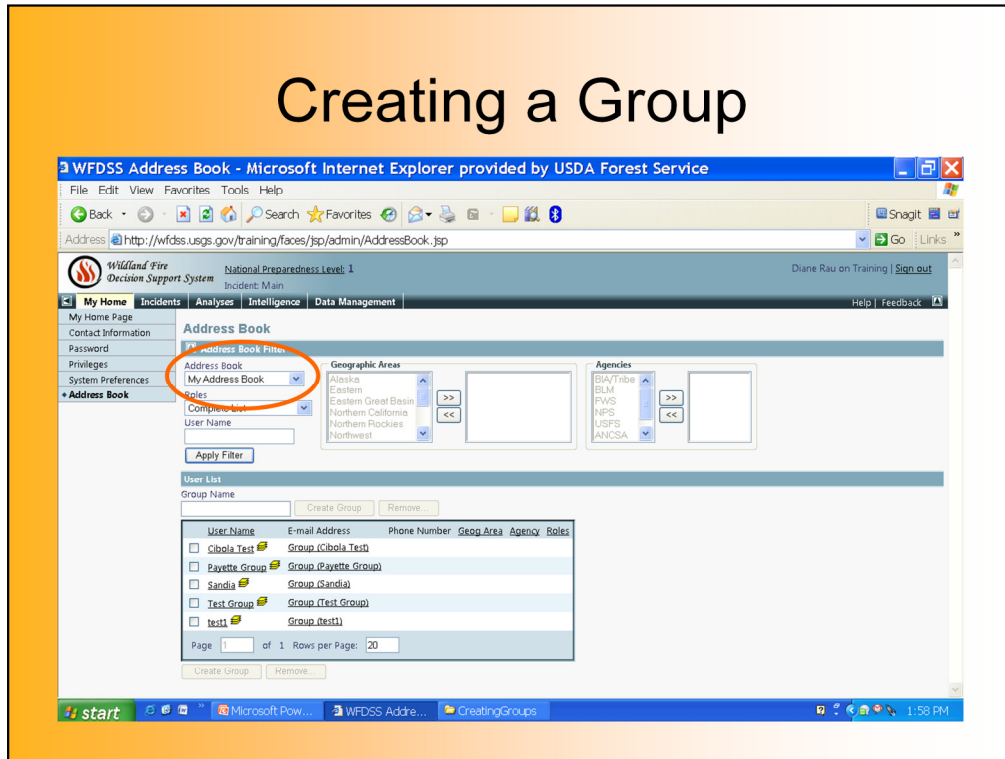 Creating a Group
WFDSS Address Book - Microsoft Internet Explorer provided by USDA Forest Service
File Edit View Favorites Tools Help
Back Search Favorites Snagit
Address http://wfdss.usgs.gov/training/faces/jsp/admin/AddressBook.jsp Go Links »
Wildland Fire
Decision Support System
National Preparedness Level: 1
Incident: Main
Diane Rau on Training | Sign out
My Home Incidents Analyses Intelligence Data Management Help | Feedback
My Home Page
Contact Information
Password
Privileges
System Preferences
Address Book
Address Book
Address Book Filter
Address Book
My Address Book
Roles
Complete List
User Name
Apply Filter
Geographic Areas
Alaska
Eastern
Eastern Great Basin
Northern California
Northern Rockies
Northwest
>>
<<
Agencies
BIA/Tribe
BLM
FWS
NPS
USFS
ANCSA
>>
<<
User List
Group Name
Create Group Remove...
User Name E-mail Address Phone Number Geog Area Agency Roles
Cibola Test Group (Cibola Test)
Payette Group Group (Payette Group)
Sandia Group (Sandia)
Test Group Group (Test Group)
test1 Group (test1)
Page 1 of 1 Rows per Page: 20
Create Group Remove...
start » Microsoft Pow... WFDSS Addre... CreatingGroups 1:58 PM